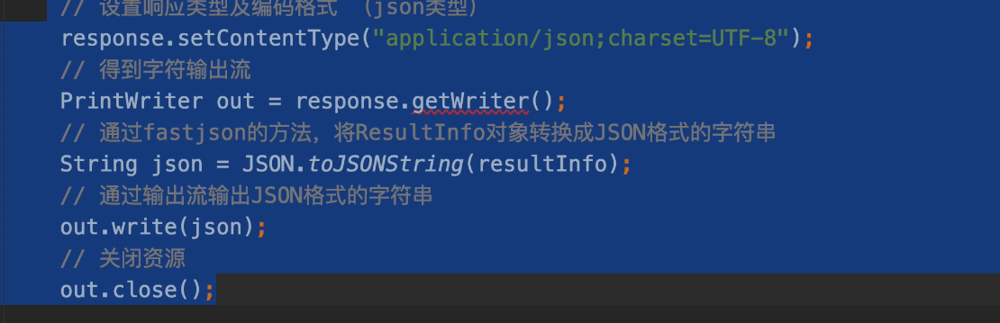 // 设置响应类型及编码格式 （json类型）
response.setContentType("application/json;charset=UTF-8");
// 得到字符输出流
PrintWriter out = response.getWriter();
// 通过fastjson的方法，将ResultInfo对象转换成JSON格式的字符串
String json = JSON.toJSONString(resultInfo);
// 通过输出流输出JSON格式的字符串
out.write(json);
// 关闭资源
out.close();